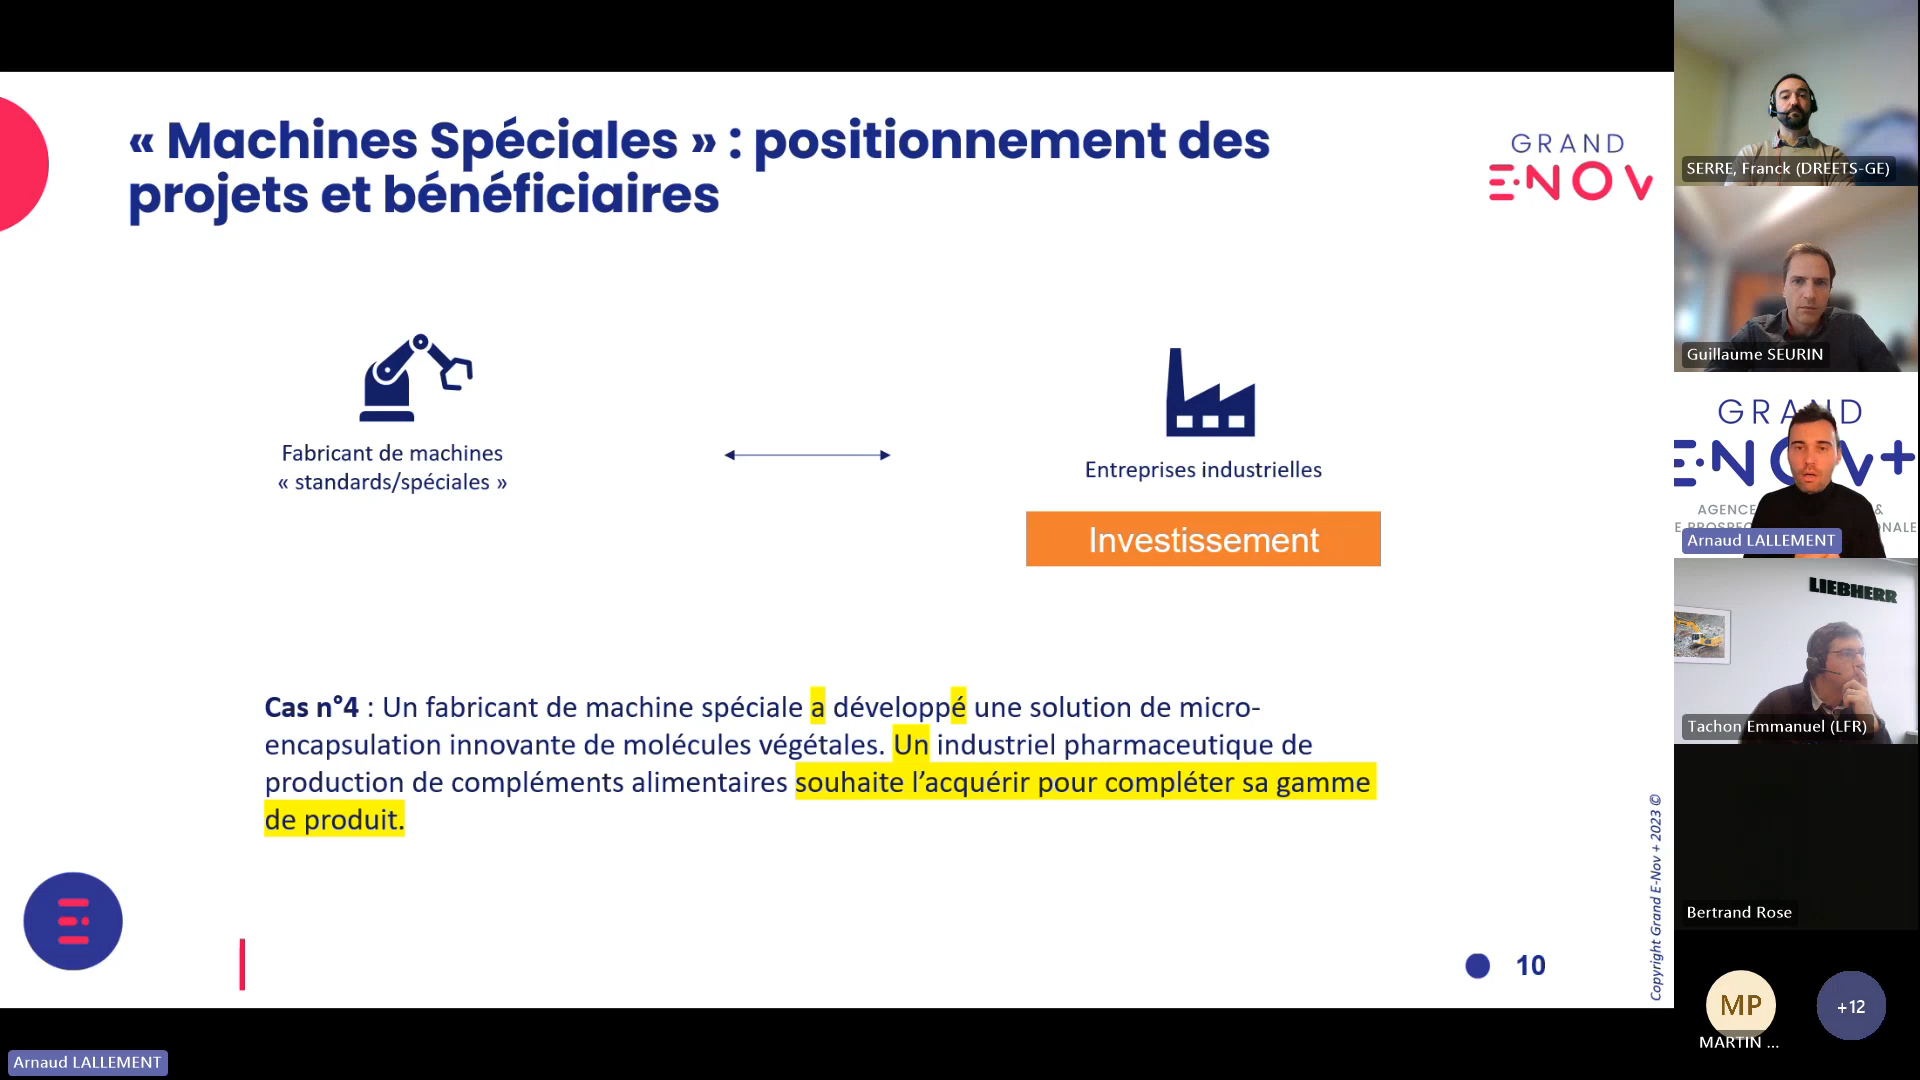 « Machines Spéciales » : positionnement des
projets et bénéficiaires
GRAND
E·NOV
Fabricant de machines
« standards/spéciales »
Entreprises industrielles
Investissement
Cas n°4 : Un fabricant de machine spéciale a développé une solution de micro-
encapsulation innovante de molécules végétales. Un industriel pharmaceutique de
production de compléments alimentaires souhaite l’acquérir pour compléter sa gamme
de produit.
10
Copyright Grand E-Nov + 2023 ©
Arnaud LALLEMENT
SERRE, Franck (DREETS-GE)
Guillaume SEURIN
GRAND
E·NOV+
AGENCE &
Arnaud LALLEMENT
LIEBHERR
Tachon Emmanuel (LFR)
Bertrand Rose
MP
MARTIN ...
+12